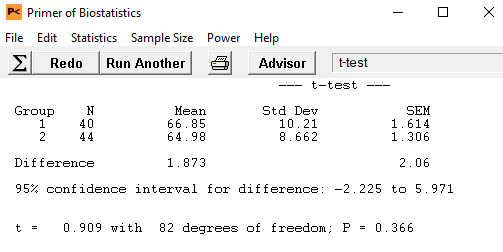 Primer of Biostatistics
File Edit Statistics Sample Size Power Help
Σ Redo Run Another Advisor t-test
--- t-test ---
Group N Mean Std Dev SEM
1 40 66.85 10.21 1.614
2 44 64.98 8.662 1.306
Difference 1.873 2.06
95% confidence interval for difference: -2.225 to 5.971
t = 0.909 with 82 degrees of freedom; P = 0.366